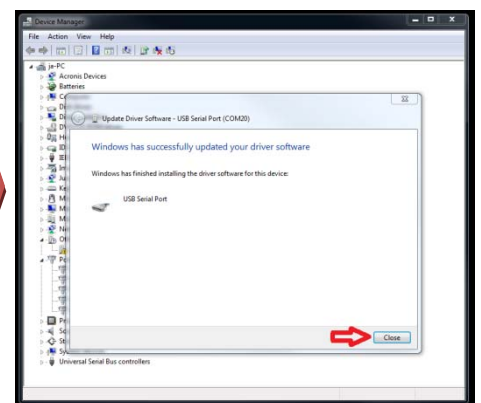 Device Manager
File Action View Help
je-PC
Acronis Devices
Batteries
Update Driver Software - USB Serial Port (COM20)
Windows has successfully updated your driver software
Windows has finished installing the driver software for this device:
USB Serial Port
Close
Universal Serial Bus controllers